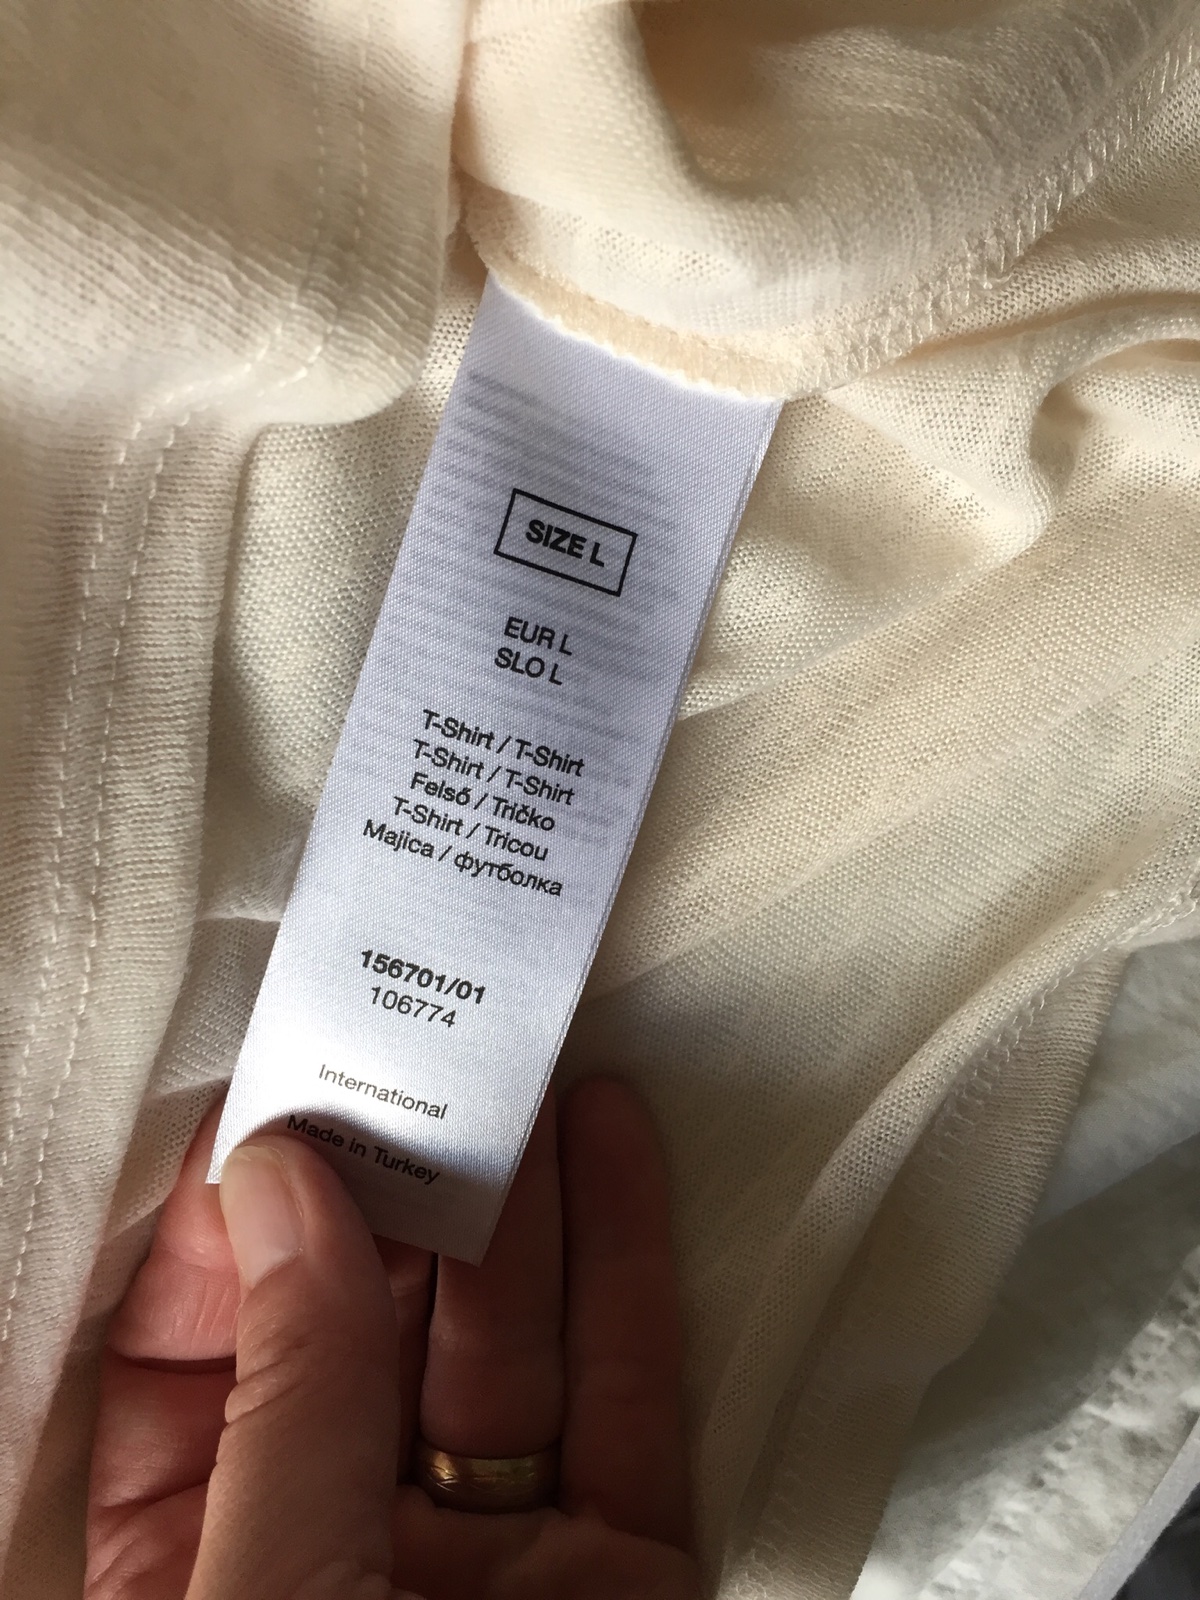 SIZE L
EUR L
SLO L
T-Shirt / T-Shirt
T-Shirt / T-Shirt
Felső / Tričko
T-Shirt / Tricou
Majica / футболка
156701/01
106774
International
Made in Turkey